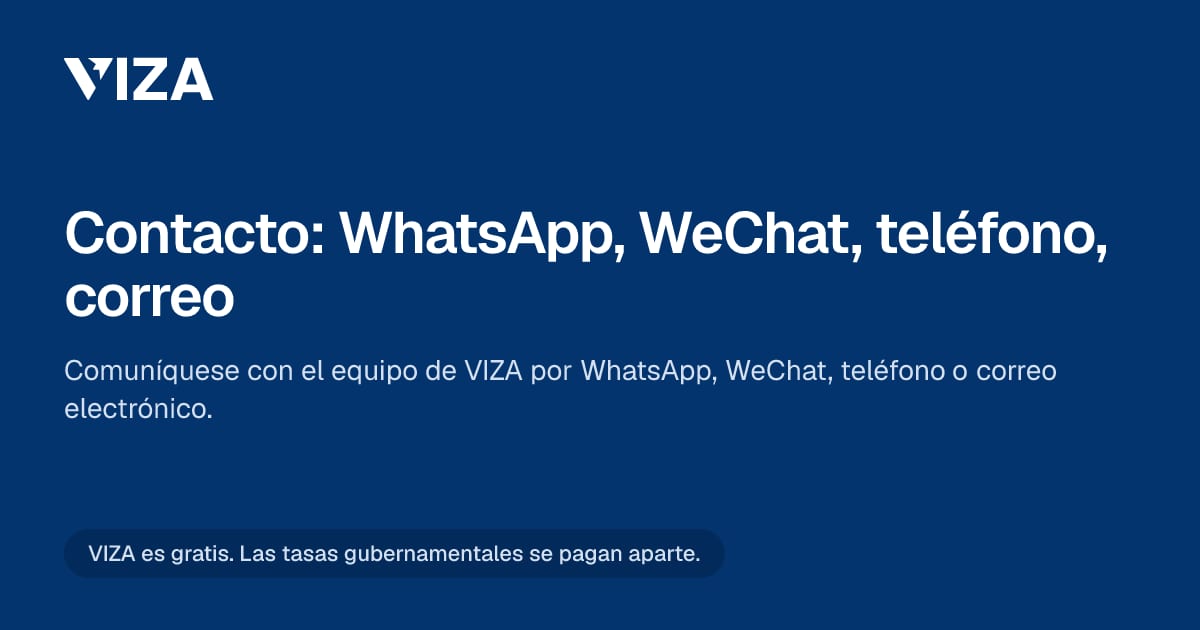 VIZA
Contacto: WhatsApp, WeChat, teléfono,
correo
Comuníquese con el equipo de VIZA por WhatsApp, WeChat, teléfono o correo
electrónico.
VIZA es gratis. Las tasas gubernamentales se pagan aparte.